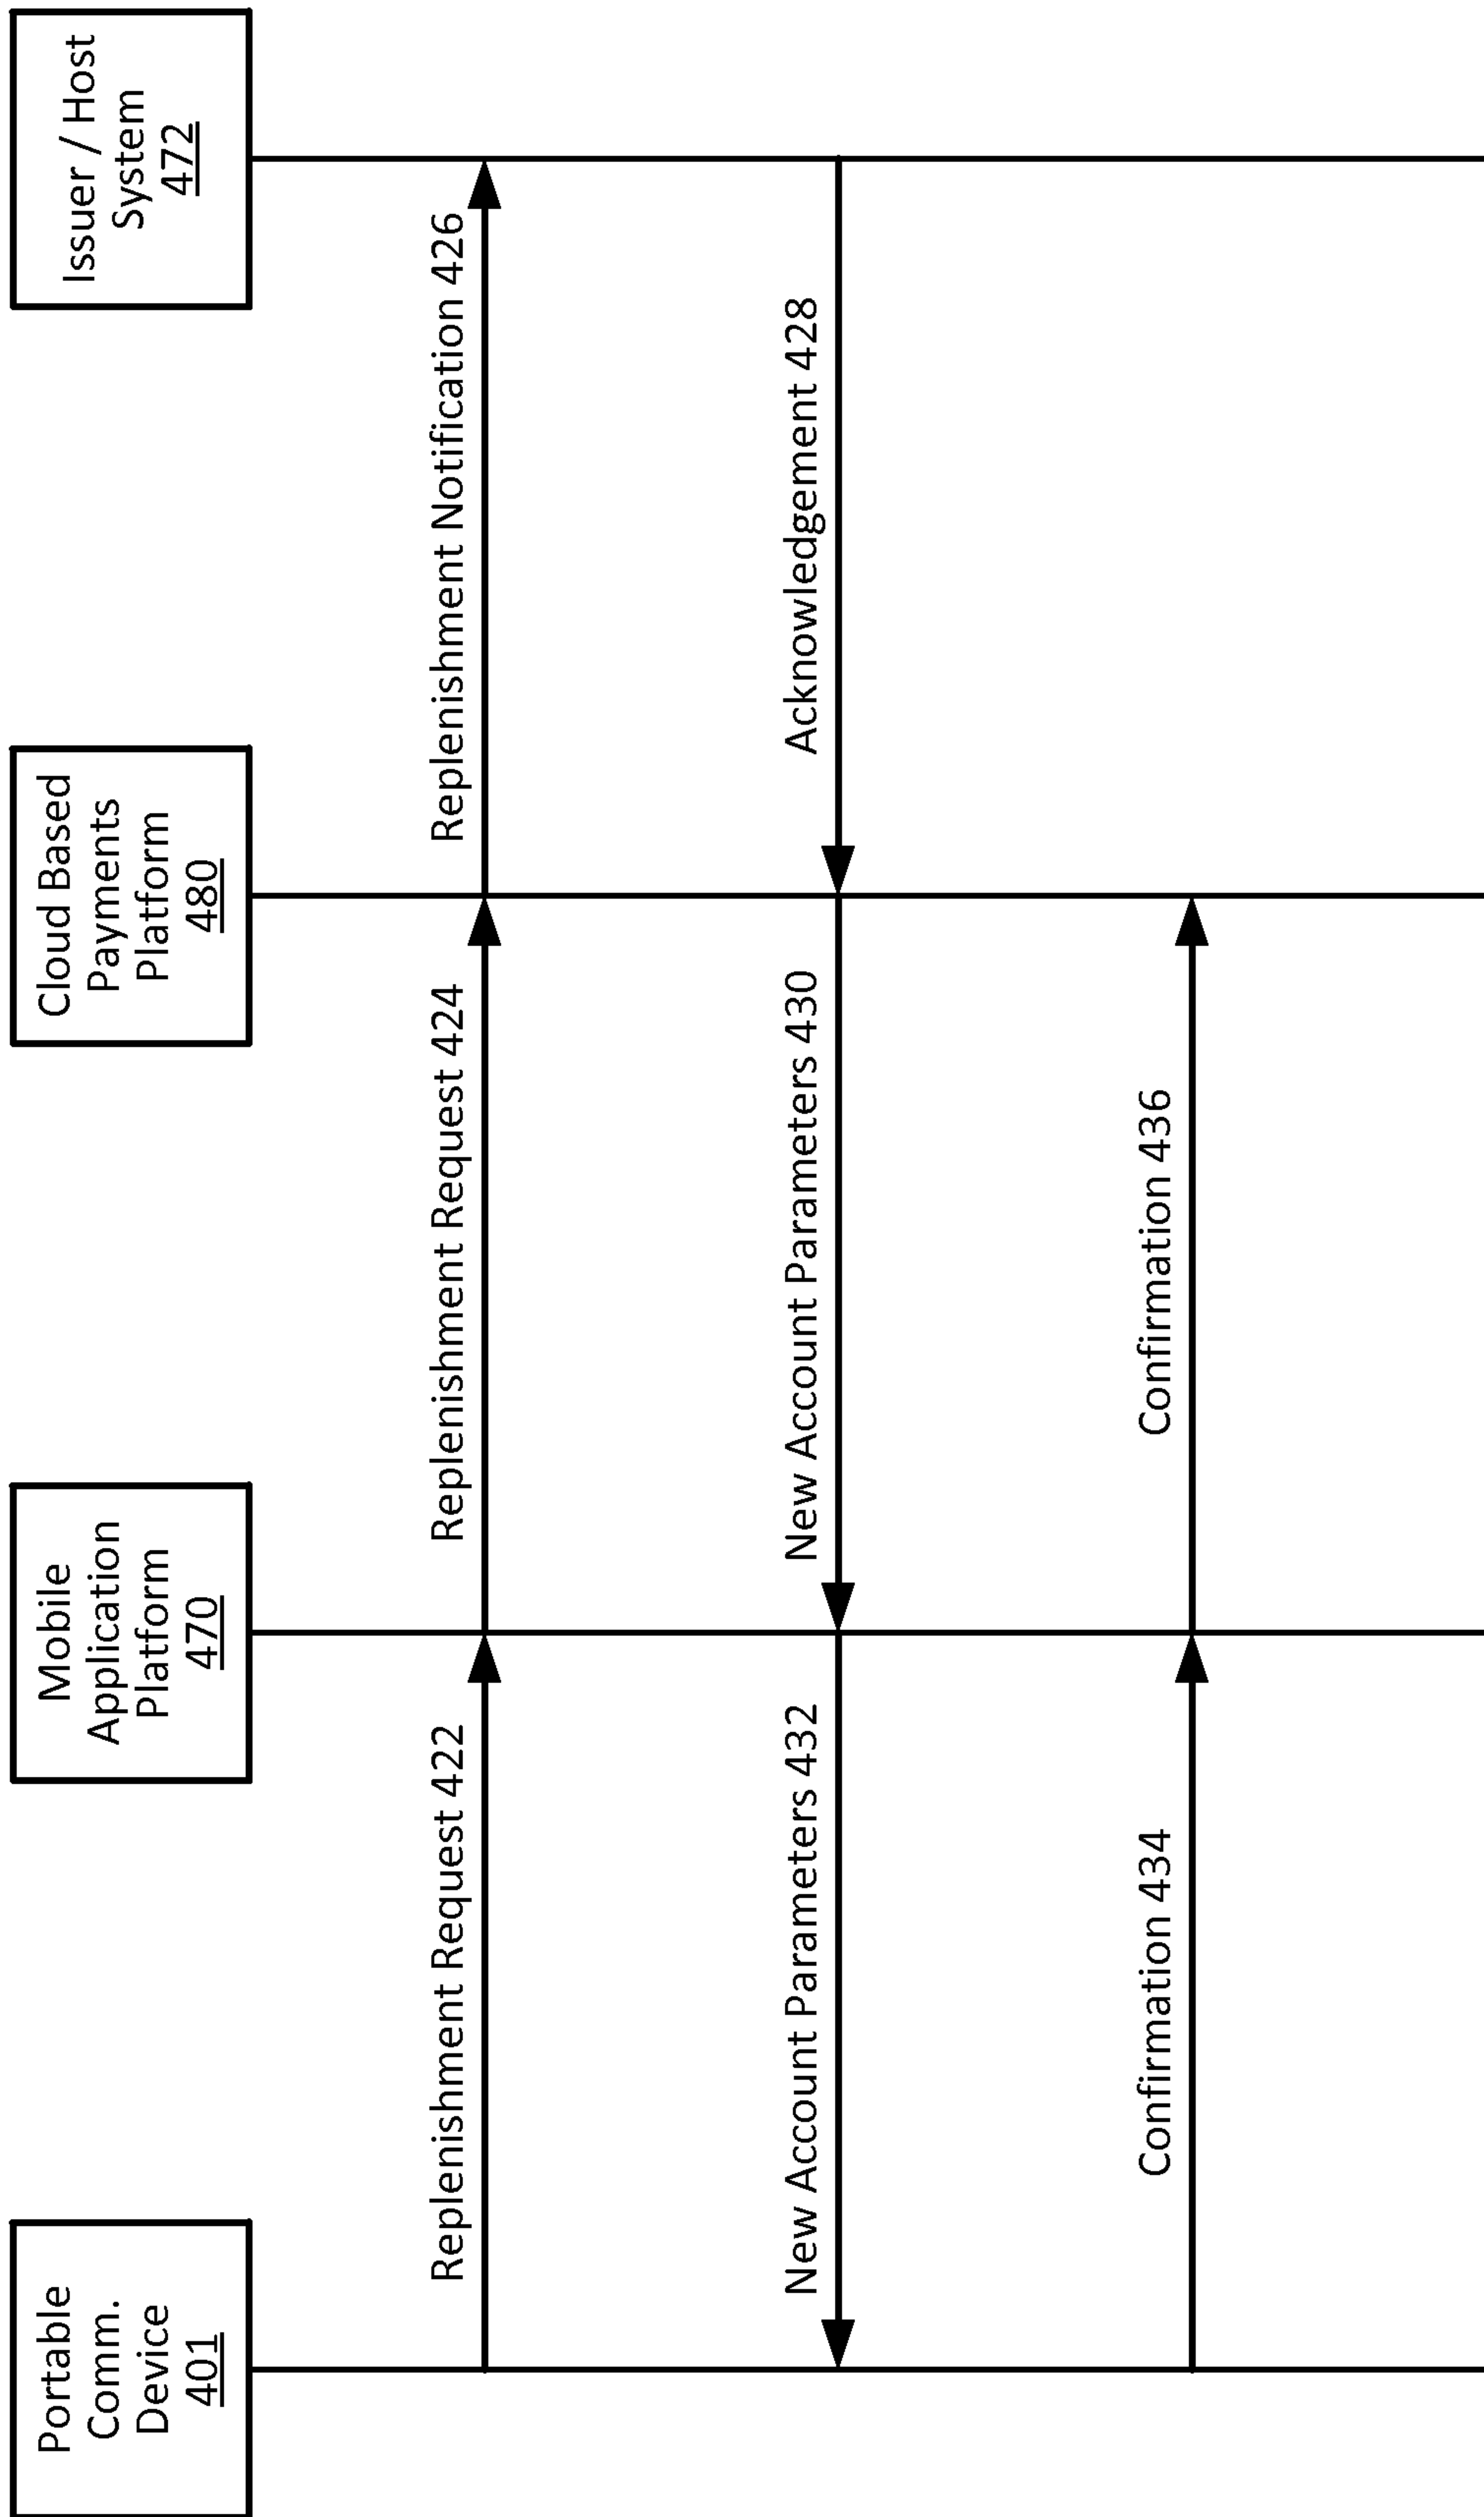 Portable
Comm.
Device
401
Mobile
Application
Platform
470
Cloud Based
Payments
Platform
480
Issuer / Host
System
472
Replenishment Request 422
Replenishment Request 424
Replenishment Notification 426
New Account Parameters 432
New Account Parameters 430
Acknowledgement 428
Confirmation 434
Confirmation 436